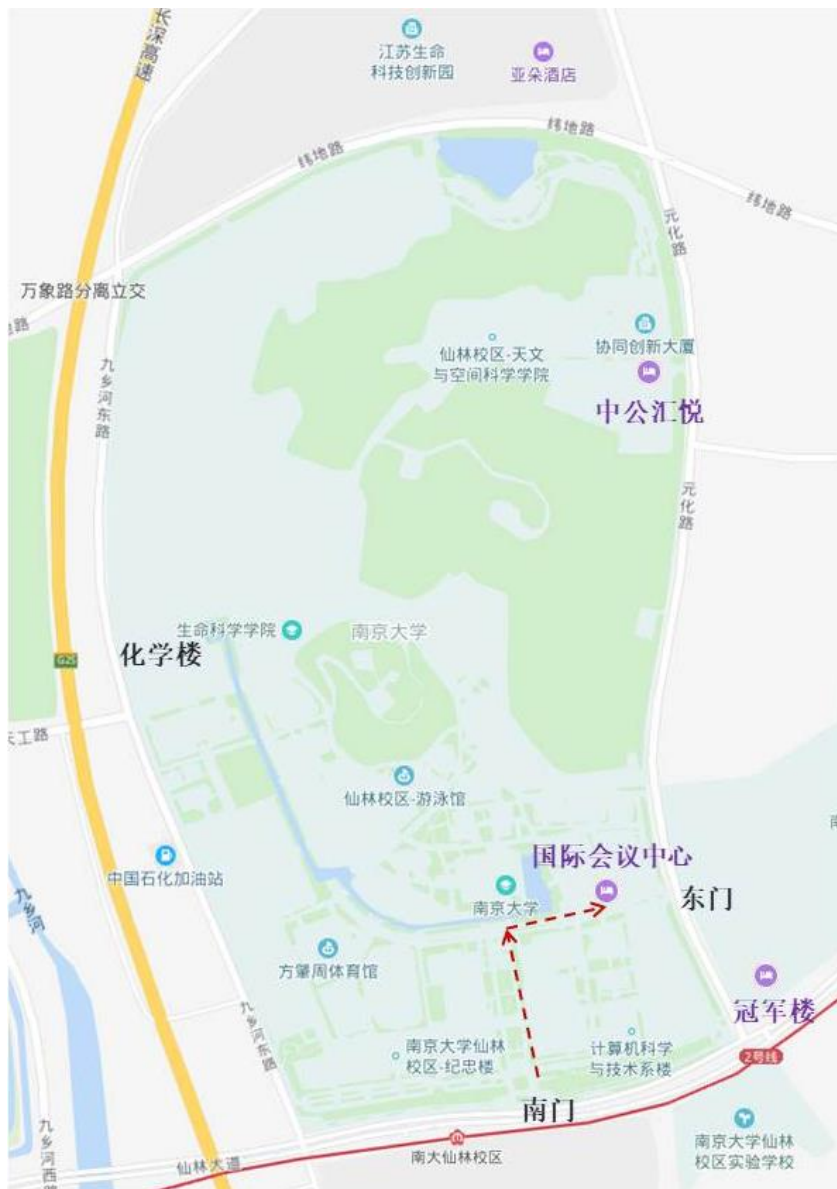 长深高速
江苏生命
科技创新园
亚朵酒店
纬地路
纬地路
纬地路
元化路
万象路分离立交
地路
九乡河东路
仙林校区-天文
与空间科学学院
协同创新大厦
中公汇悦
元化路
生命科学学院
南京大学
化学楼
G25
天工路
仙林校区-游泳馆
中国石化加油站
国际会议中心
南京大学
东门
九乡河
方肇周体育馆
冠军楼
九乡河东路
南京大学仙林
校区-纪忠楼
计算机科学
与技术系楼
2号线
南门
九乡河西路
仙林大道
南大仙林校区
南京大学仙林
校区实验学校